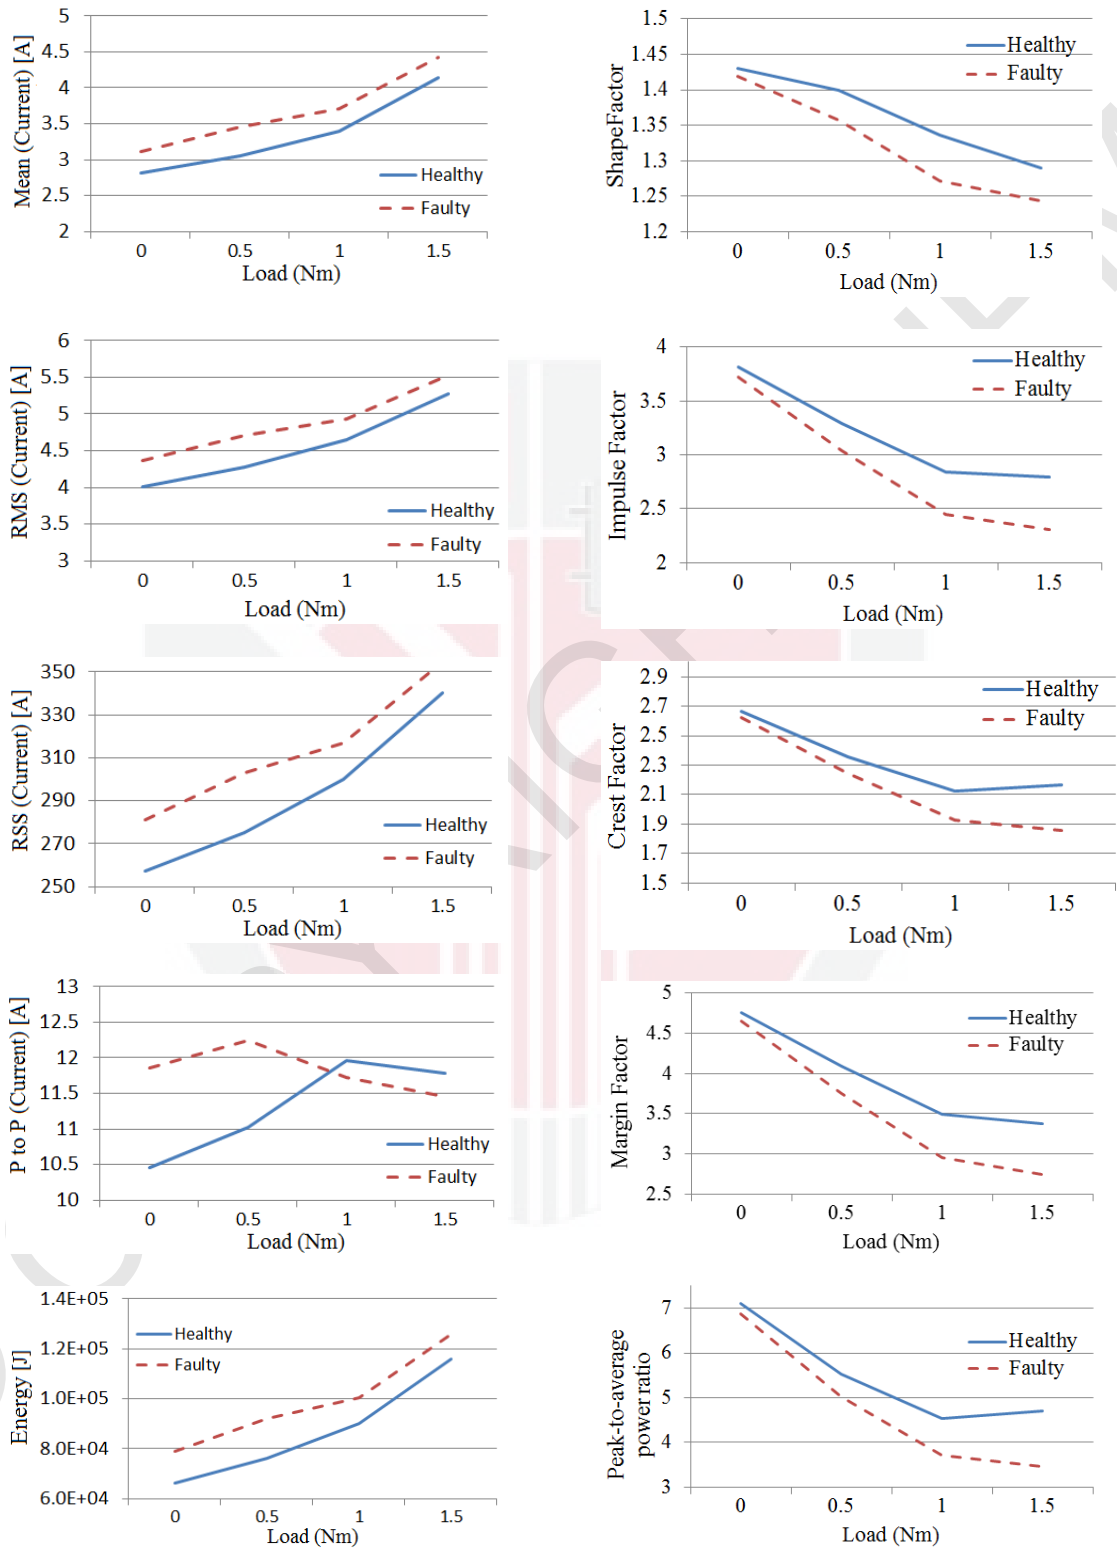 Mean (Current) [A]
5
4.5
4
3.5
3
2.5
2
Healthy
Faulty
0 0.5 1 1.5
Load (Nm)
ShapeFactor
1.5
1.45
1.4
1.35
1.3
1.25
1.2
Healthy
Faulty
0 0.5 1 1.5
Load (Nm)
RMS (Current) [A]
6
5.5
5
4.5
4
3.5
3
Healthy
Faulty
0 0.5 1 1.5
Load (Nm)
Impulse Factor
4
3.5
3
2.5
2
Healthy
Faulty
0 0.5 1 1.5
Load (Nm)
RSS (Current) [A]
350
330
310
290
270
250
Healthy
Faulty
0 0.5 1 1.5
Load (Nm)
Crest Factor
2.9
2.7
2.5
2.3
2.1
1.9
1.7
1.5
Healthy
Faulty
0 0.5 1 1.5
Load (Nm)
P to P (Current) [A]
13
12.5
12
11.5
11
10.5
10
Healthy
Faulty
0 0.5 1 1.5
Load (Nm)
Margin Factor
5
4.5
4
3.5
3
2.5
Healthy
Faulty
0 0.5 1 1.5
Load (Nm)
Energy [J]
1.4E+05
1.2E+05
1.0E+05
8.0E+04
6.0E+04
Healthy
Faulty
0 0.5 1 1.5
Load (Nm)
Peak-to-average
power ratio
7
6
5
4
3
Healthy
Faulty
0 0.5 1 1.5
Load (Nm)